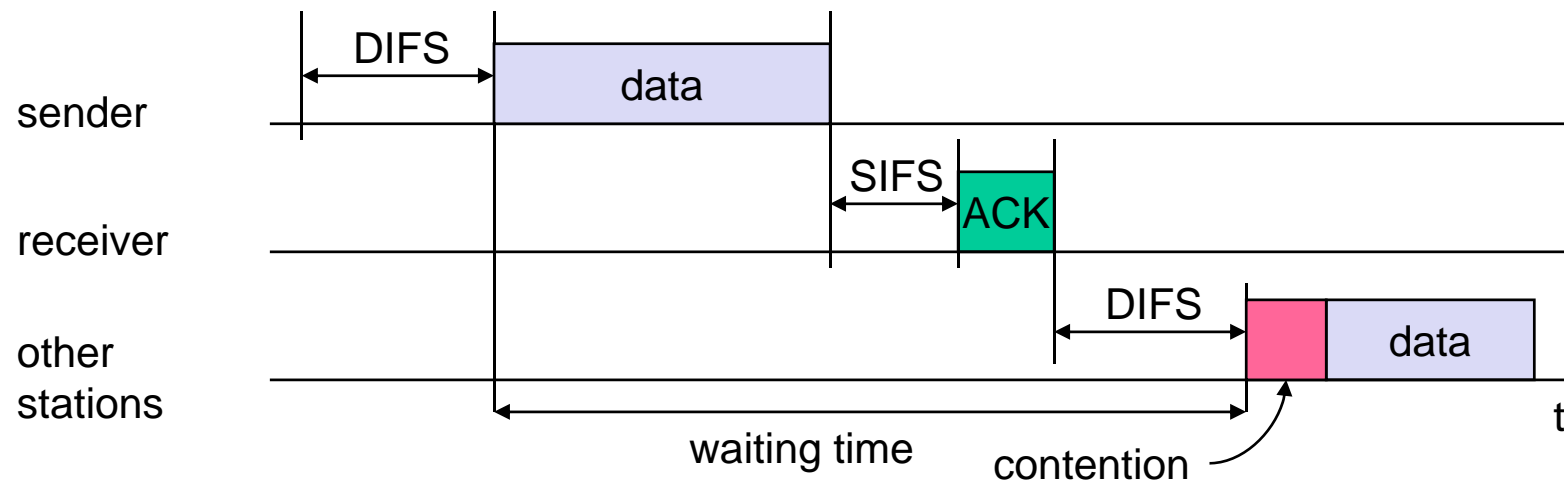 DIFS
data
sender
SIFS
ACK
receiver
DIFS
data
other
stations
t
waiting time
contention